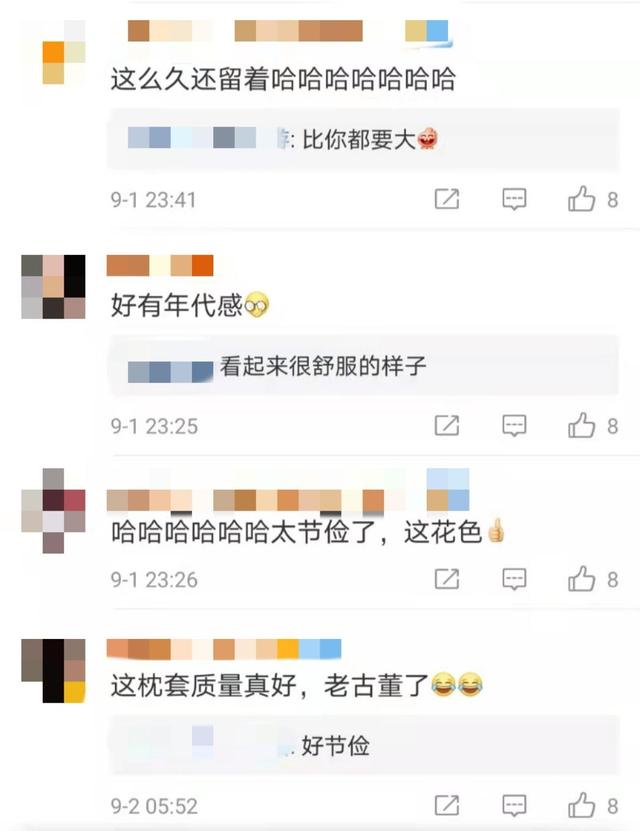 这么久还留着哈哈哈哈哈哈哈
: 比你都要大
9-1 23:41
8
好有年代感
看起来很舒服的样子
9-1 23:25
8
哈哈哈哈哈哈太节俭了，这花色
9-1 23:26
8
这枕套质量真好，老古董了
好节俭
9-2 05:52
8